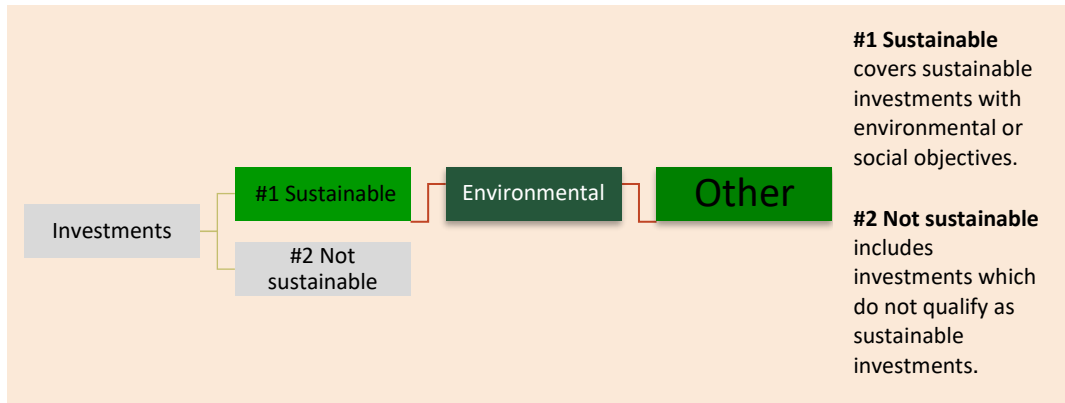 Investments
#1 Sustainable
#2 Not
sustainable
Environmental
Other
#1 Sustainable
covers sustainable
investments with
environmental or
social objectives.
#2 Not sustainable
includes
investments which
do not qualify as
sustainable
investments.